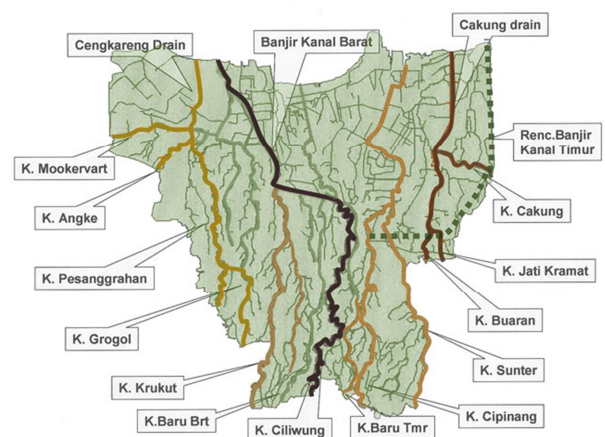 Cengkareng Drain
Banjir Kanal Barat
Cakung drain
Renc.Banjir
Kanal Timur
K. Mookervart
K. Angke
K. Cakung
K. Pesanggrahan
K. Jati Kramat
K. Buaran
K. Grogol
K. Sunter
K. Krukut
K.Baru Brt
K. Ciliwung
K.Baru Tmr
K. Cipinang